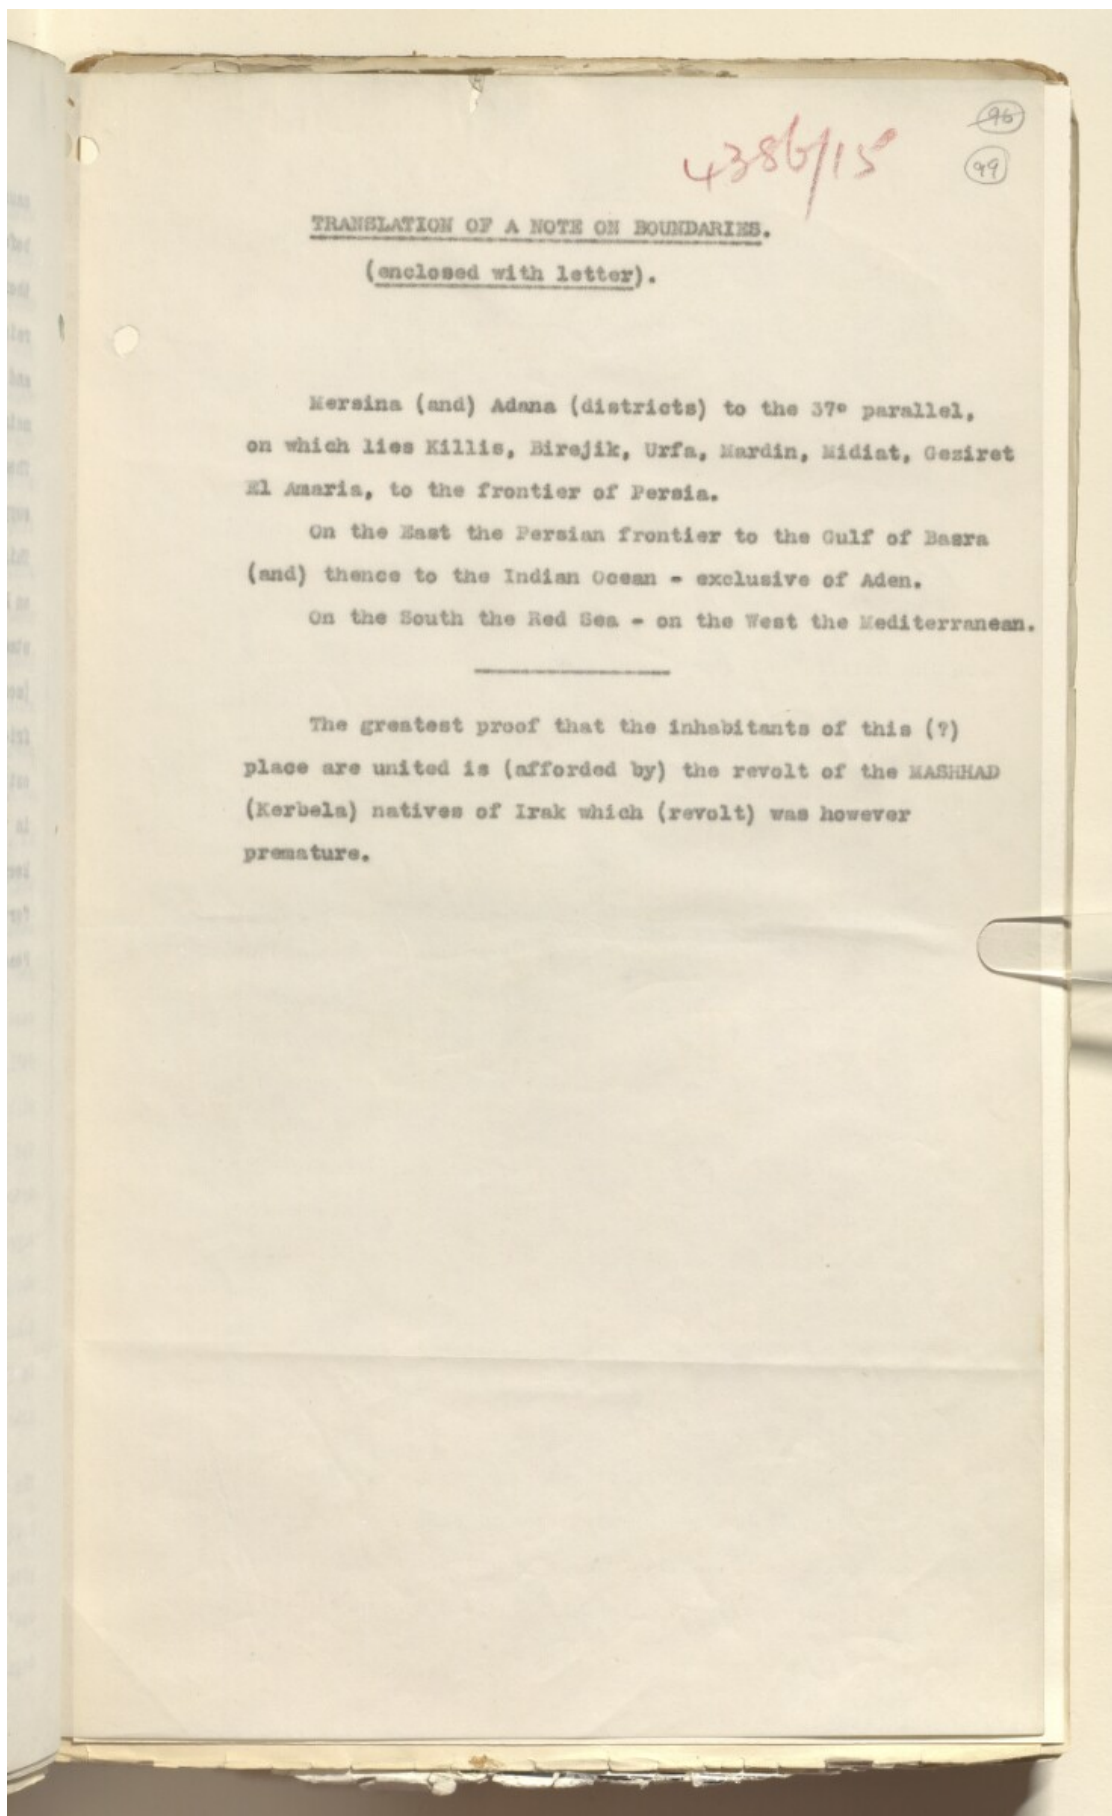 96
99
4386/15
TRANSLATION OF A NOTE ON BOUNDARIES.
(enclosed with letter).
Mersina (and) Adana (districts) to the 37° parallel,
on which lies Killis, Birejik, Urfa, Mardin, Midiat, Geziret
El Amaria, to the frontier of Persia.
On the East the Persian frontier to the Gulf of Basra
(and) thence to the Indian Ocean - exclusive of Aden.
On the South the Red Sea - on the West the Mediterranean.
The greatest proof that the inhabitants of this (?)
place are united is (afforded by) the revolt of the MASHHAD
(Kerbela) natives of Irak which (revolt) was however
premature.